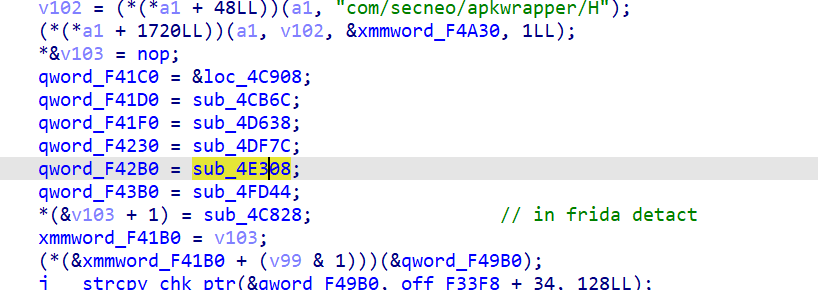 v102 = (*(*a1 + 48LL))(a1, "com/secneo/apkwrapper/H");
(*(*a1 + 1720LL))(a1, v102, &xmmword_F4A30, 1LL);
*&v103 = nop;
qword_F41C0 = &loc_4C908;
qword_F41D0 = sub_4CB6C;
qword_F41F0 = sub_4D638;
qword_F4230 = sub_4DF7C;
qword_F42B0 = sub_4E308;
qword_F43B0 = sub_4FD44;
*(&v103 + 1) = sub_4C828; // in frida detact
xmmword_F41B0 = v103;
(*(&xmmword_F41B0 + (v99 & 1)))(&qword_F49B0);
j__strcpy_chk_ptr(&qword_F49B0, off_F33F8 + 34, 128LL);